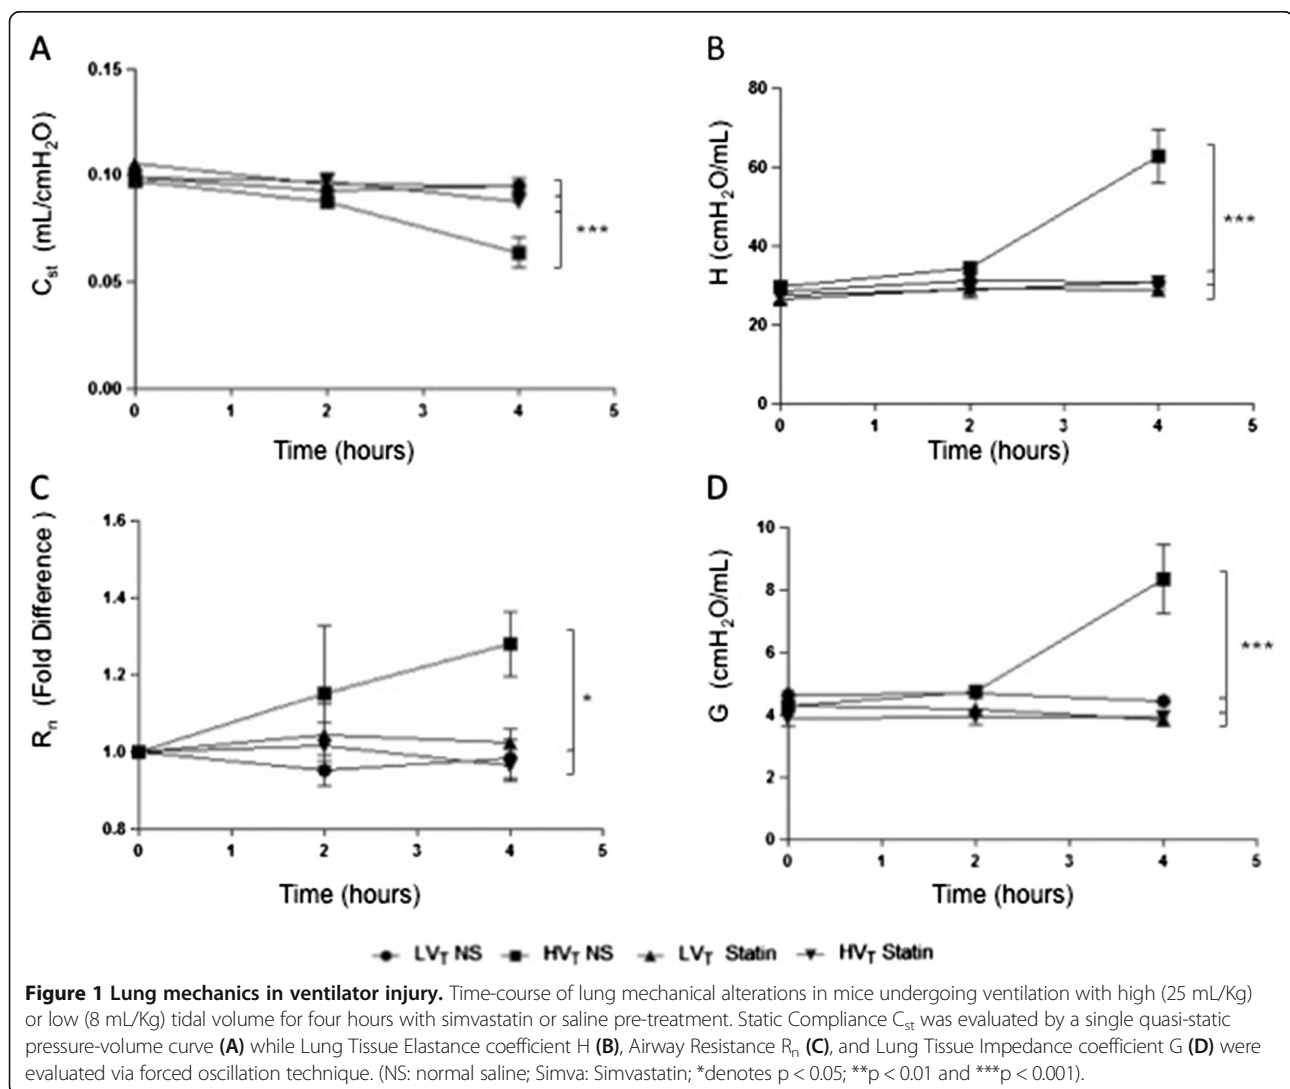 A
0.15
0.10
0.05
0.00
C_st (mL/cmH₂O)
***
0 1 2 3 4 5
Time (hours)
B
80
60
40
20
0
H (cmH₂O/mL)
***
0 1 2 3 4 5
Time (hours)
C
1.6
1.4
1.2
1.0
0.8
Rₙ (Fold Difference )
*
0 1 2 3 4 5
Time (hours)
D
10
8
6
4
2
0
G (cmH₂O/mL)
***
0 1 2 3 4 5
Time (hours)
LV_T NS HV_T NS LV_T Statin HV_T Statin
Figure 1 Lung mechanics in ventilator injury. Time-course of lung mechanical alterations in mice undergoing ventilation with high (25 mL/Kg)
or low (8 mL/Kg) tidal volume for four hours with simvastatin or saline pre-treatment. Static Compliance C_st was evaluated by a single quasi-static
pressure-volume curve (A) while Lung Tissue Elastance coefficient H (B), Airway Resistance Rₙ (C), and Lung Tissue Impedance coefficient G (D) were
evaluated via forced oscillation technique. (NS: normal saline; Simva: Simvastatin; *denotes p < 0.05; **p < 0.01 and ***p < 0.001).